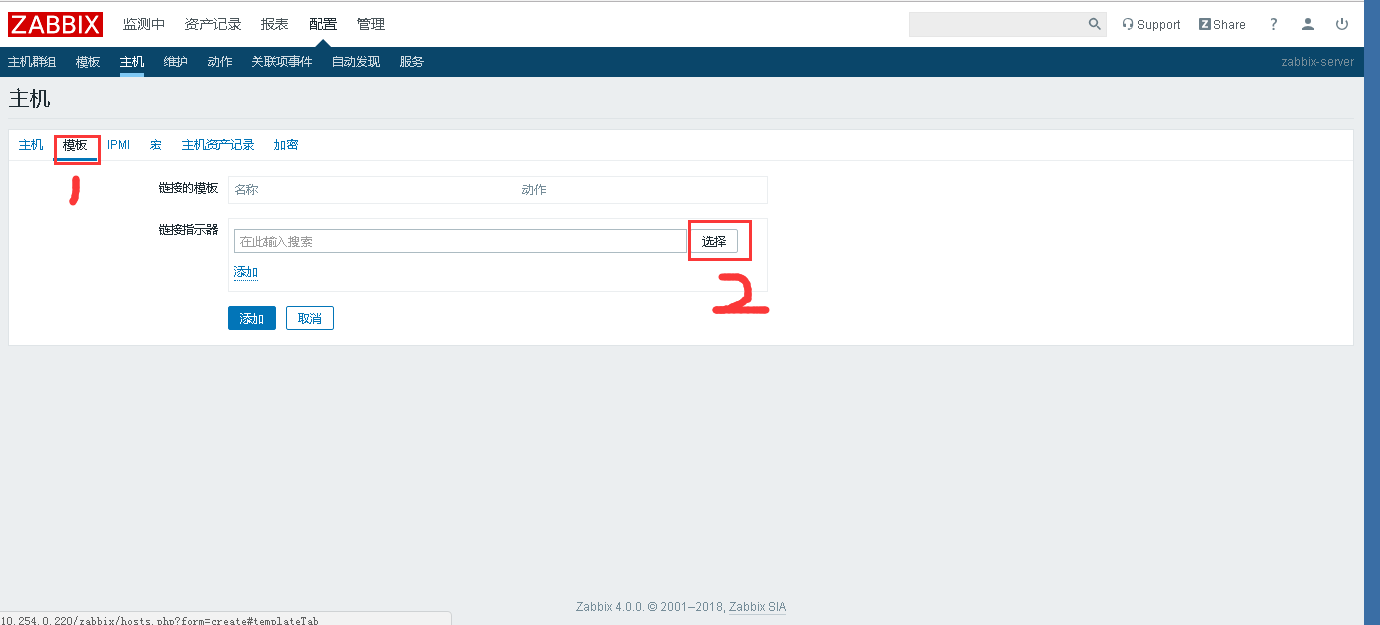 ZABBIX 监测中 资产记录 报表 配置 管理 Support Z Share ?
主机群组 模板 主机 维护 动作 关联项事件 自动发现 服务 zabbix-server
主机
主机 模板 IPMI 宏 主机资产记录 加密
1
链接的模板 名称 动作
链接指示器
在此输入搜索 选择
添加
2
添加 取消
Zabbix 4.0.0. © 2001–2018, Zabbix SIA
10.254.0.220/zabbix/hosts.php?form=create#templateTab